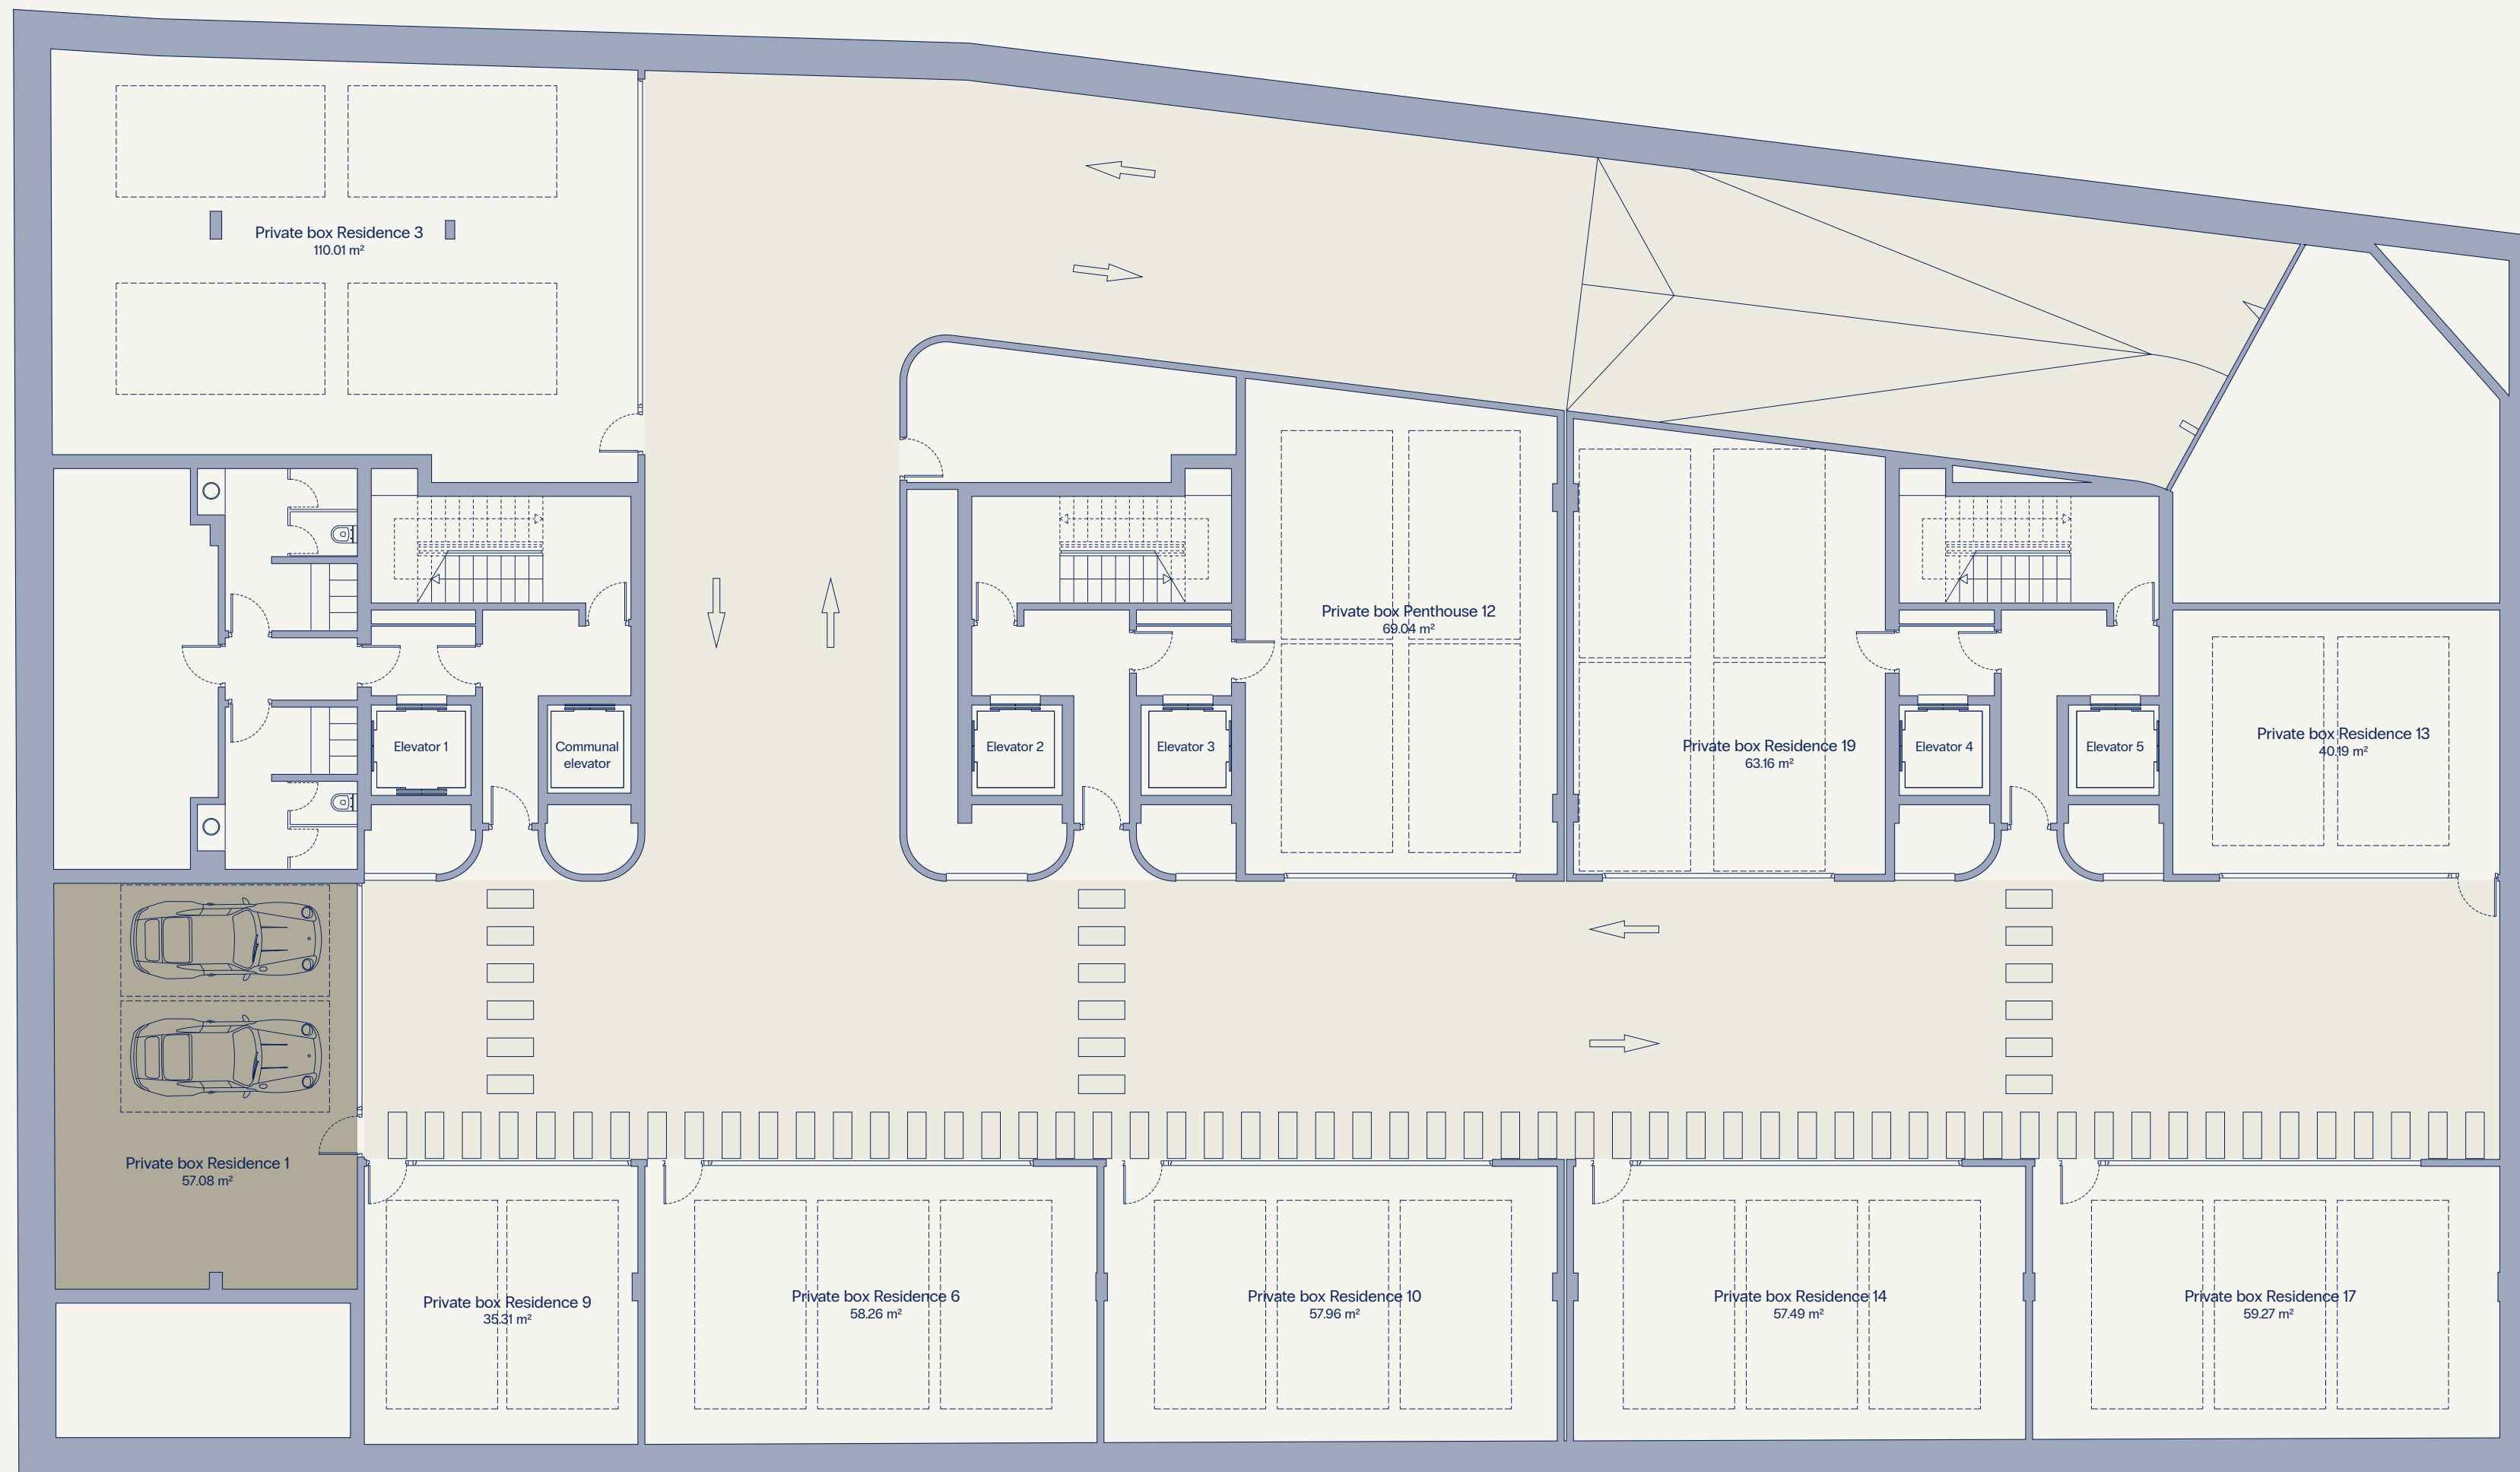 Private box Residence 3
110.01 m²
Private box Penthouse 12
69.04 m²
Private box Residence 19
63.16 m²
Private box Residence 13
40.19 m²
Elevator 1
Communal
elevator
Elevator 2
Elevator 3
Elevator 4
Elevator 5
Private box Residence 1
57.08 m²
Private box Residence 9
35.31 m²
Private box Residence 6
58.26 m²
Private box Residence 10
57.96 m²
Private box Residence 14
57.49 m²
Private box Residence 17
59.27 m²